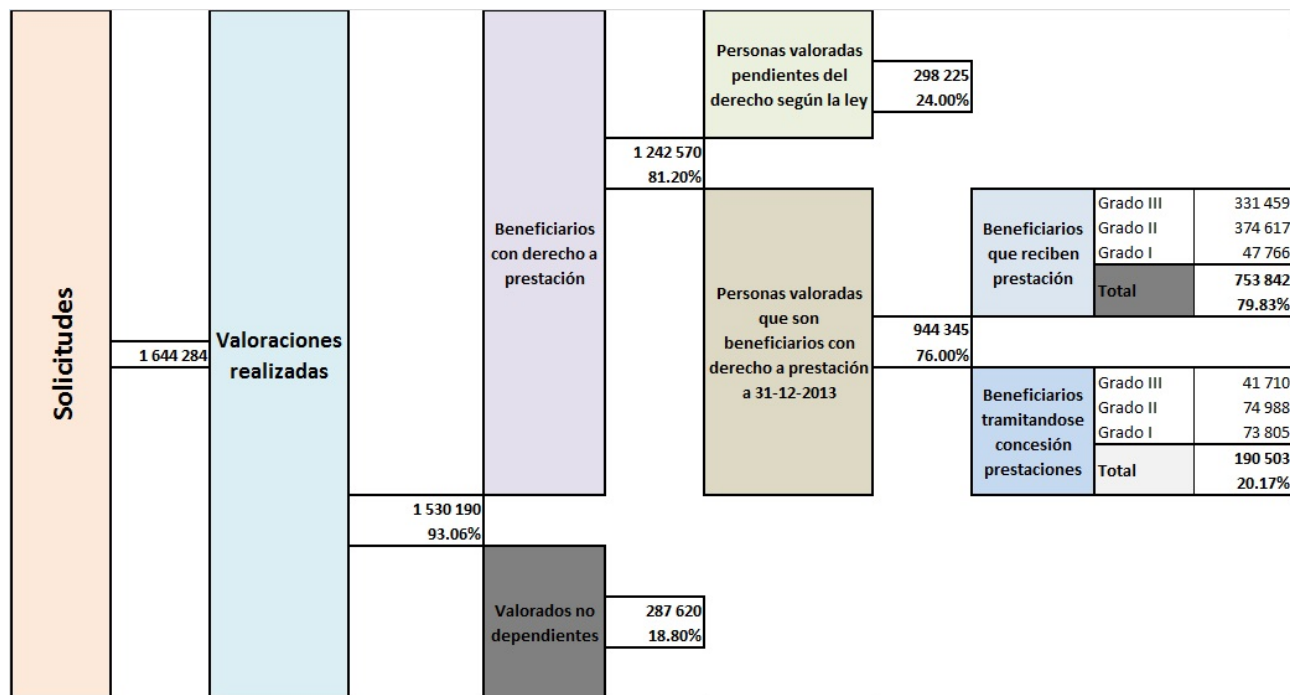 Solicitudes
1 644 284
Valoraciones
realizadas
1 530 190
93.06%
Beneficiarios
con derecho a
prestación
1 242 570
81.20%
Valorados no
dependientes
287 620
18.80%
Personas valoradas
pendientes del
derecho según la ley
298 225
24.00%
Personas valoradas
que son
beneficiarios con
derecho a prestación
a 31-12-2013
944 345
76.00%
Beneficiarios
que reciben
prestación
Grado III 331 459
Grado II 374 617
Grado I 47 766
Total 753 842
79.83%
Beneficiarios
tramitandose
concesión
prestaciones
Grado III 41 710
Grado II 74 988
Grado I 73 805
Total 190 503
20.17%